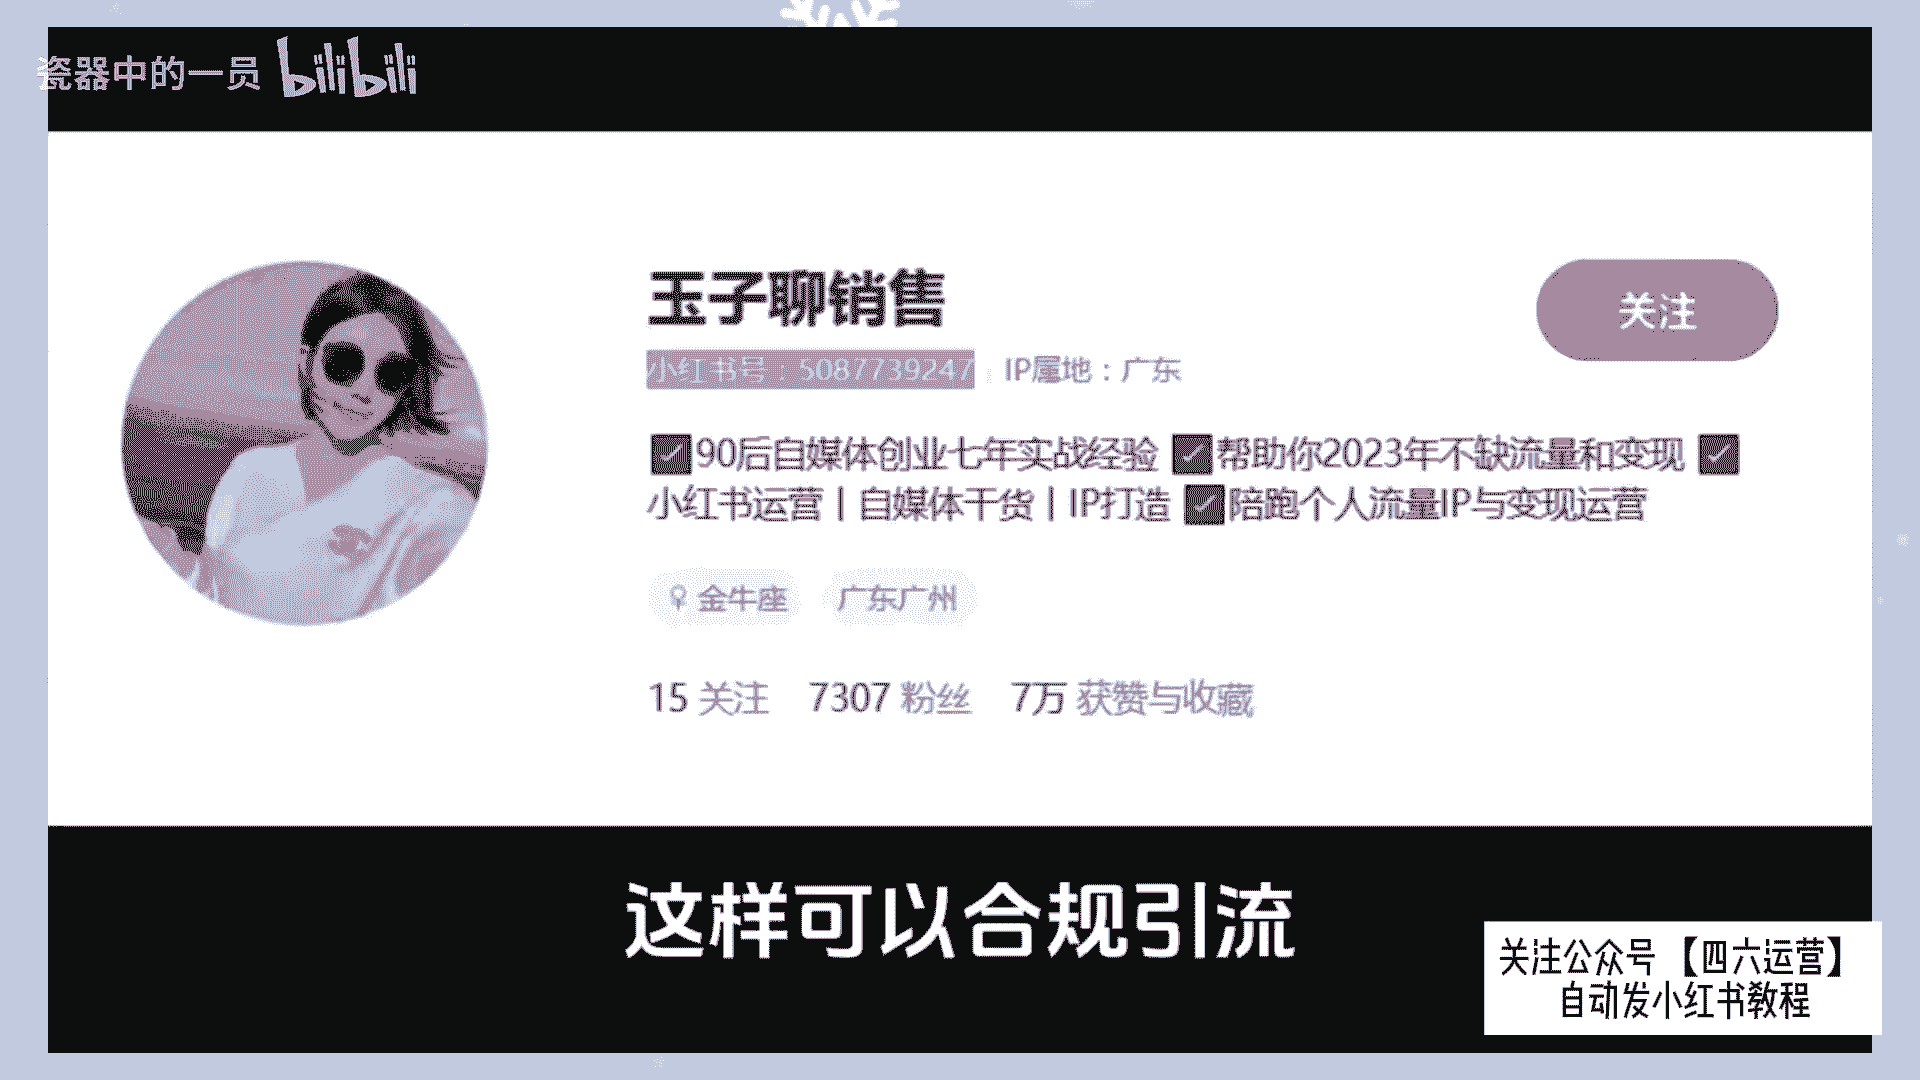 瓷器中的一员 bilibili
玉子聊销售
关注
小红书号：5087739247 IP属地：广东
90后自媒体创业七年实战经验 帮助你2023年不缺流量和变现
小红书运营丨自媒体干货丨IP打造 陪跑个人流量IP与变现运营
♀ 金牛座 广东广州
15 关注 7307 粉丝 7万 获赞与收藏
这样可以合规引流
关注公众号【四六运营】
自动发小红书教程